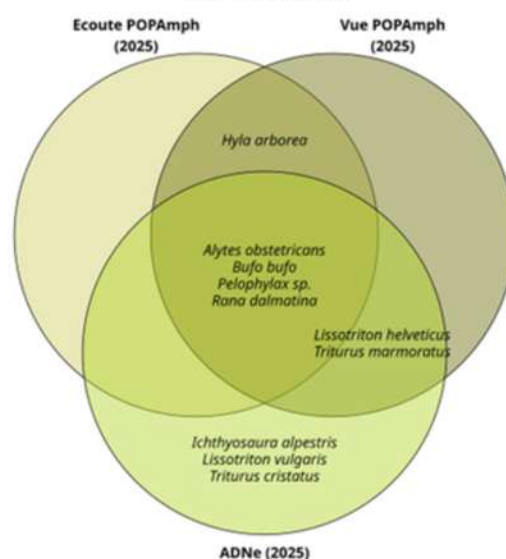 Ecoute POPAmph
(2025)
Vue POPAmph
(2025)
Hyla arborea
Alytes obstetricans
Bufo bufo
Pelophylax sp.
Rana dalmatina
Lissotriton helveticus
Triturus marmoratus
Ichthyosaura alpestris
Lissotriton vulgaris
Triturus cristatus
ADNe (2025)